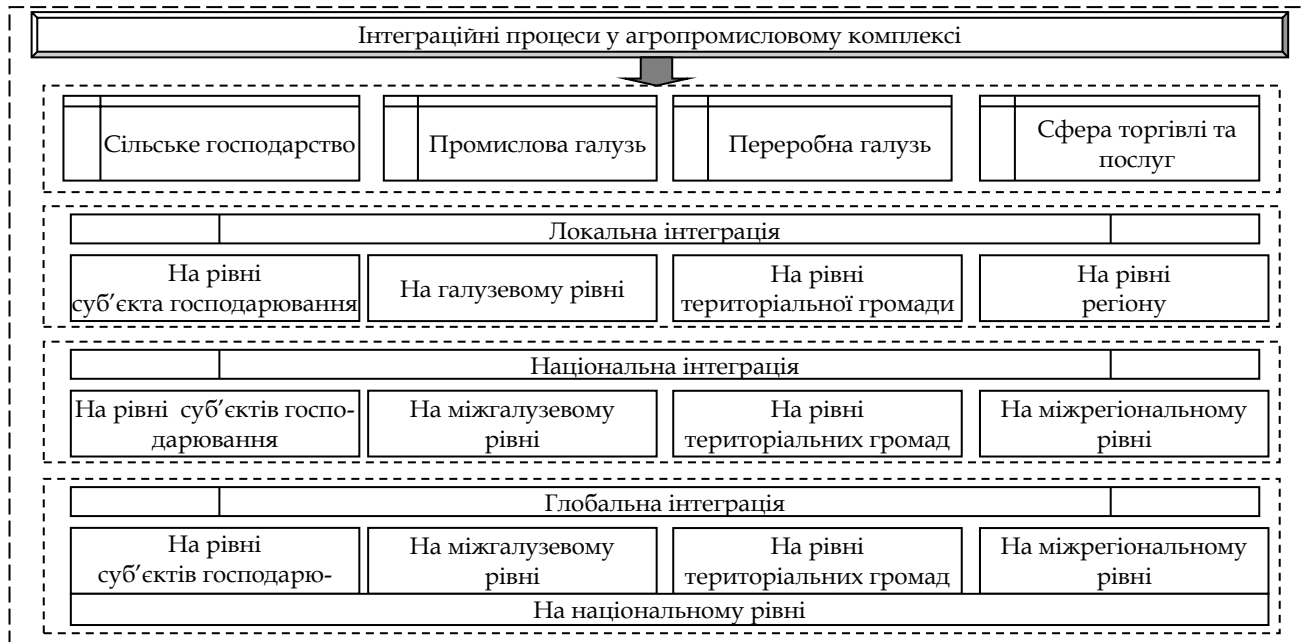 Інтеграційні процеси у агропромисловому комплексі
Сільське господарство
Промислова галузь
Переробна галузь
Сфера торгівлі та
послуг
Локальна інтеграція
На рівні
суб’єкта господарювання
На галузевому рівні
На рівні
територіальної громади
На рівні
регіону
Національна інтеграція
На рівні суб’єктів госпо-
дарювання
На міжгалузевому
рівні
На рівні
територіальних громад
На міжрегіональному
рівні
Глобальна інтеграція
На рівні
суб’єктів господарю-
На міжгалузевому
рівні
На рівні
територіальних громад
На міжрегіональному
рівні
На національному рівні